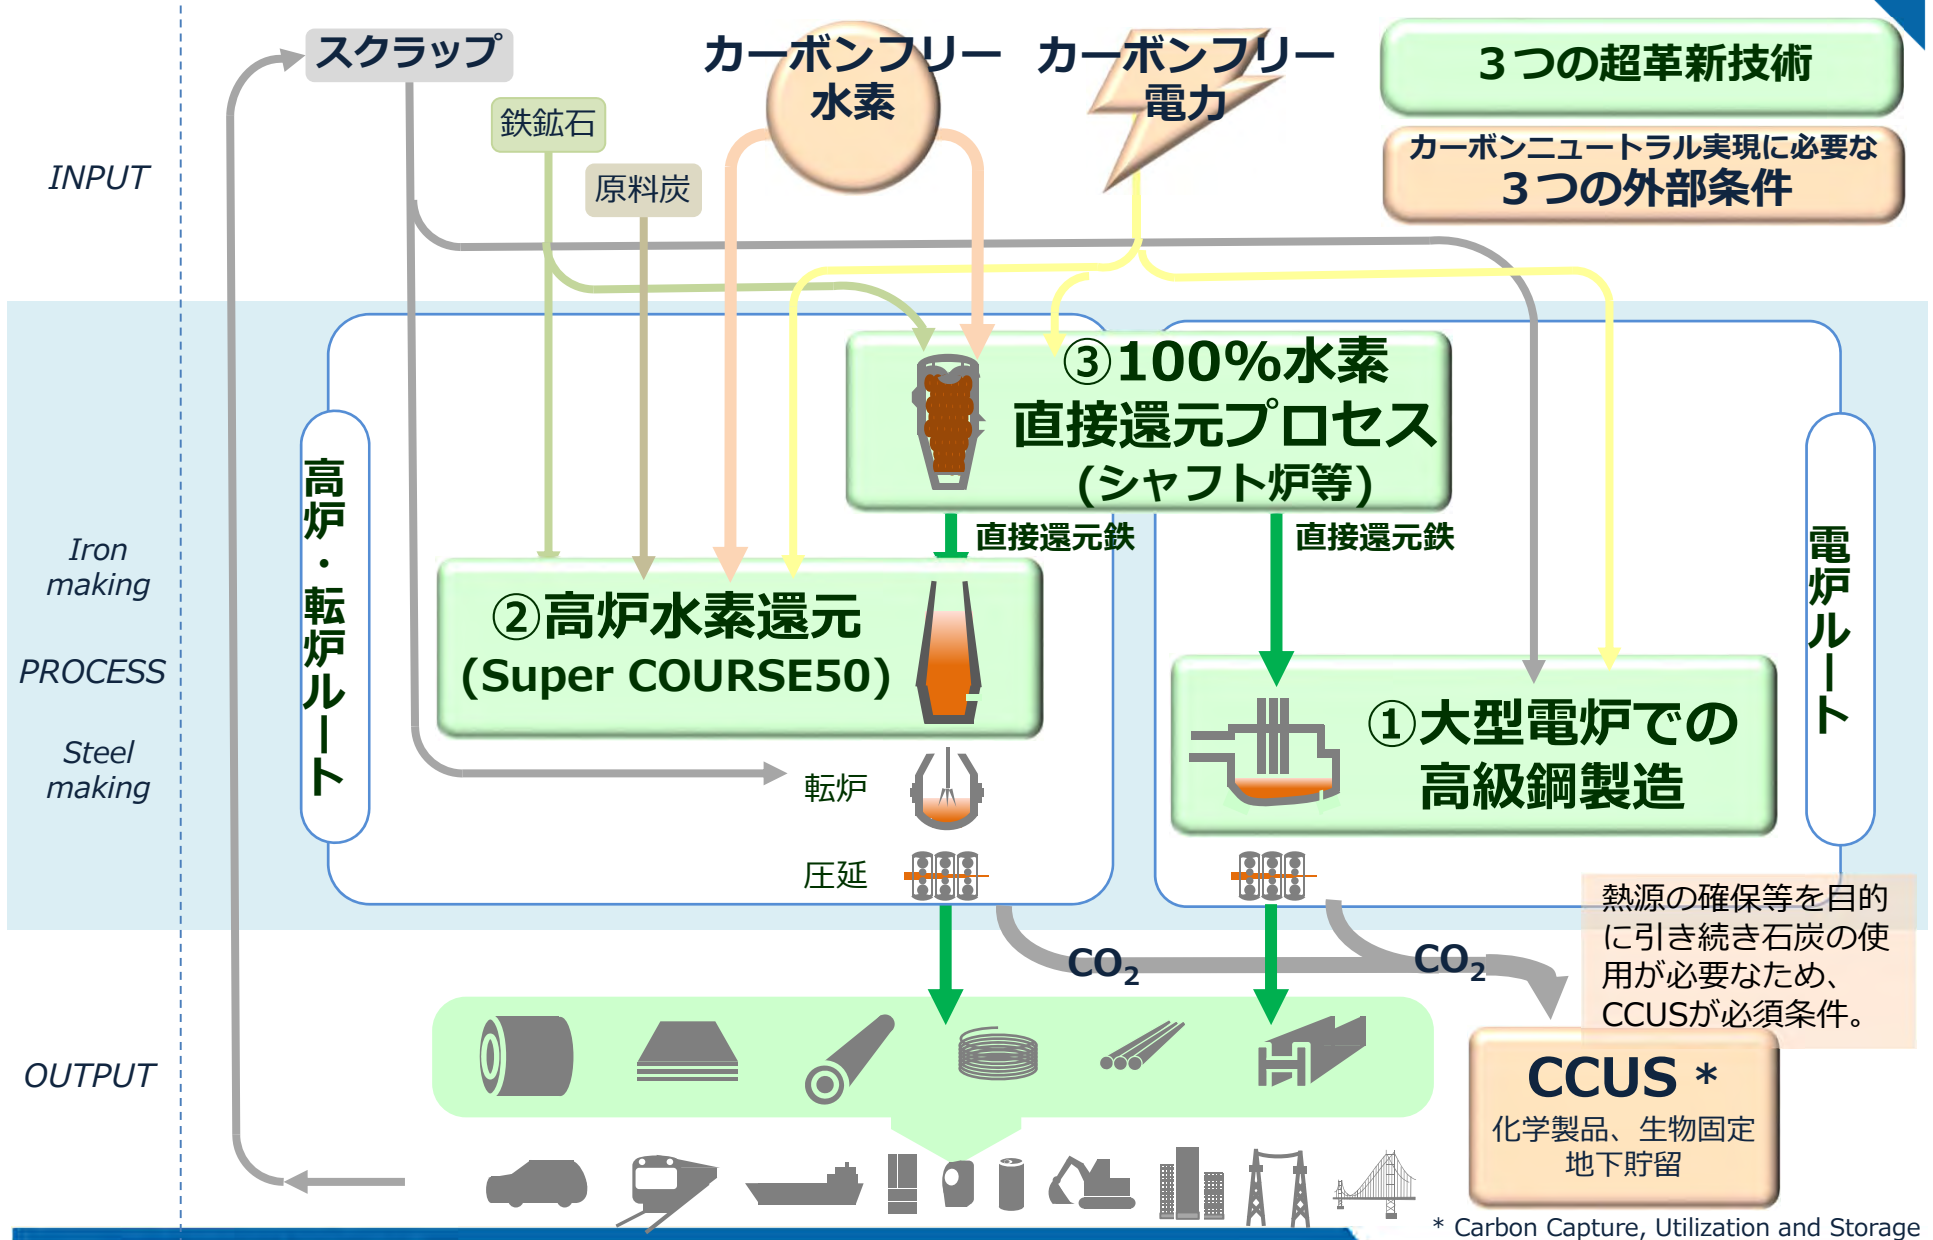 スクラップ
カーボンフリー
水素
カーボンフリー
電力
３つの超革新技術
カーボンニュートラル実現に必要な
３つの外部条件
鉄鉱石
原料炭
INPUT
③100%水素
直接還元プロセス
(シャフト炉等)
直接還元鉄
直接還元鉄
高炉・転炉ルート
電炉ルート
Iron
making
PROCESS
Steel
making
②高炉水素還元
(Super COURSE50)
①大型電炉での
高級鋼製造
転炉
圧延
CO2
CO2
熱源の確保等を目的
に引き続き石炭の使
用が必要なため、
CCUSが必須条件。
OUTPUT
CCUS *
化学製品、生物固定
地下貯留
* Carbon Capture, Utilization and Storage